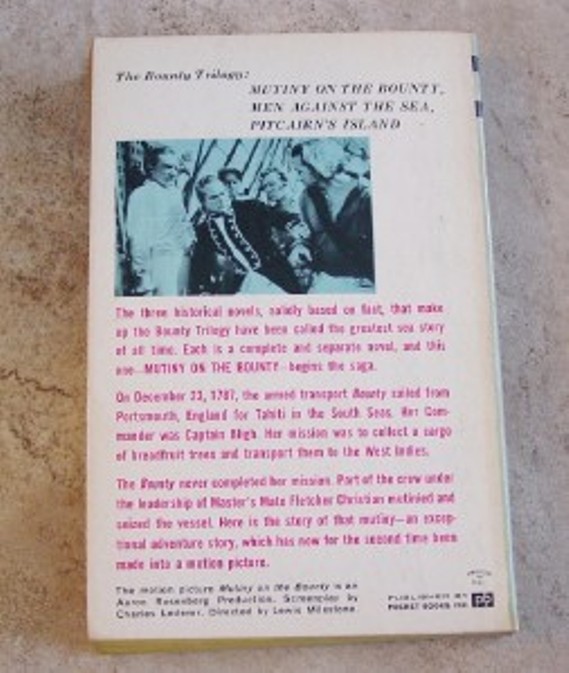 The Bounty Trilogy:
MUTINY ON THE BOUNTY,
MEN AGAINST THE SEA,
PITCAIRN'S ISLAND
The three historical novels, solidly based on fact, that make
up the Bounty Trilogy have been called the greatest sea story
of all time. Each is a complete and separate novel, and this
one—MUTINY ON THE BOUNTY—begins the saga.
On December 23, 1787, the armed transport Bounty sailed from
Portsmouth, England for Tahiti in the South Seas. Her Com-
mander was Captain Bligh. Her mission was to collect a cargo
of breadfruit trees and transport them to the West Indies.
The Bounty never completed her mission. Part of the crew under
the leadership of Master's Mate Fletcher Christian mutinied and
seized the vessel. Here is the story of that mutiny—an excep-
tional adventure story, which has now for the second time been
made into a motion picture.
The motion picture Mutiny on the Bounty is an
Aaron Rosenberg Production. Screenplay by
Charles Lederer. Directed by Lewis Milestone.
PUBLISHED BY
POCKET BOOKS, INC.